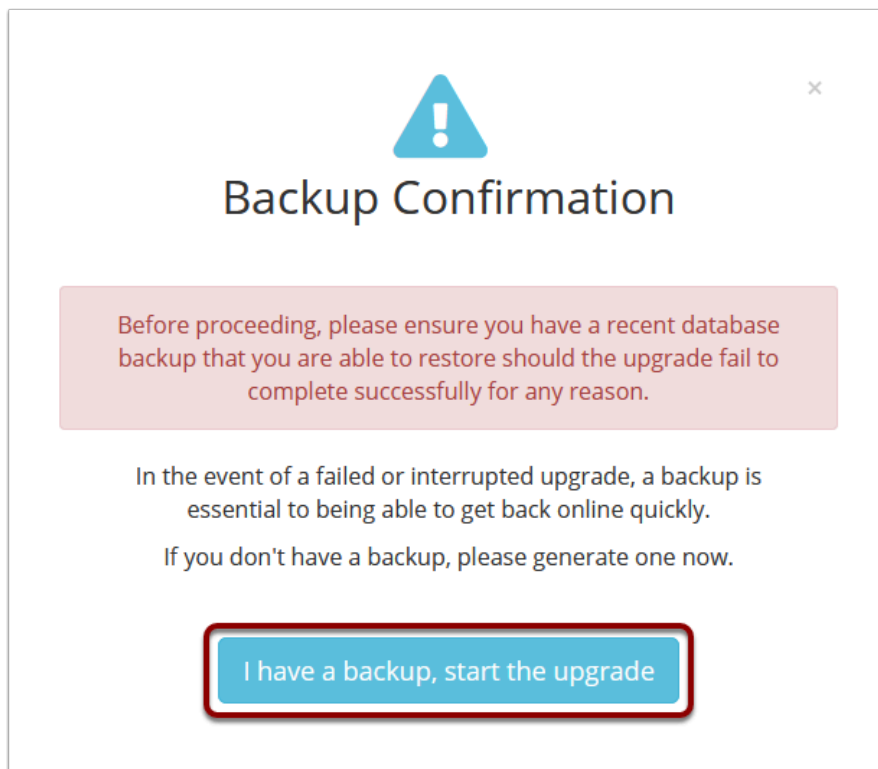 ×
Backup Confirmation
Before proceeding, please ensure you have a recent database
backup that you are able to restore should the upgrade fail to
complete successfully for any reason.
In the event of a failed or interrupted upgrade, a backup is
essential to being able to get back online quickly.
If you don't have a backup, please generate one now.
I have a backup, start the upgrade